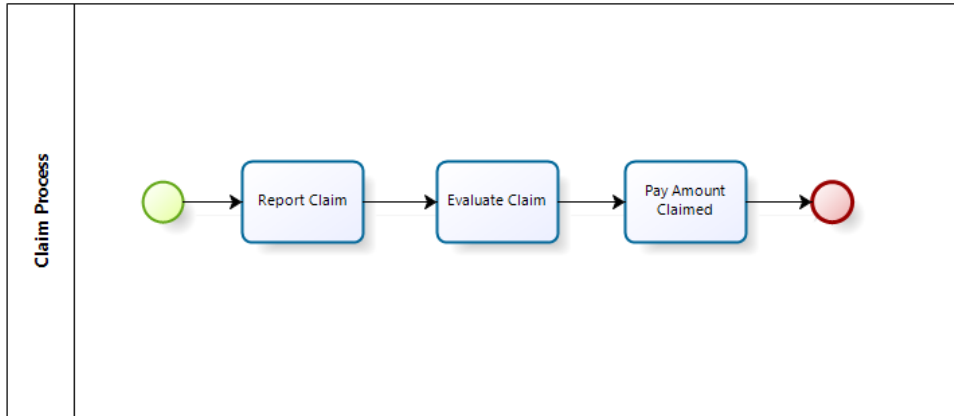 Claim Process
Report Claim
Evaluate Claim
Pay Amount
Claimed